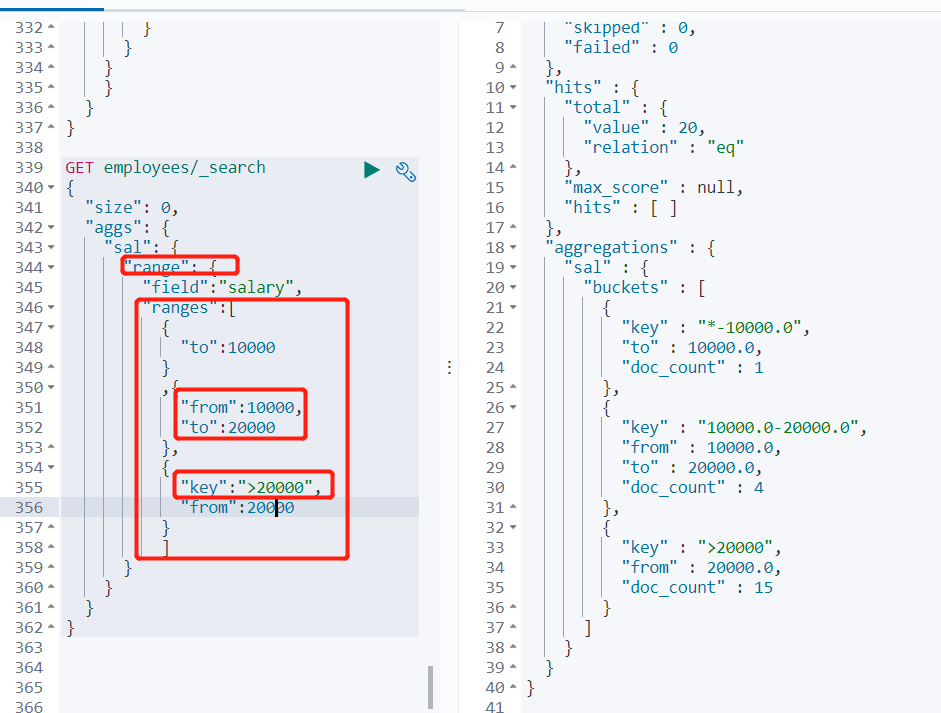 332 }
333 }
334 }
335 }
336 }
337 }
338
339 GET employees/_search
340 {
341 "size": 0,
342 "aggs": {
343 "sal": {
344 "range": {
345 "field":"salary",
346 "ranges":[
347 {
348 "to":10000
349 }
350 ,{
351 "from":10000,
352 "to":20000
353 },
354 {
355 "key":">20000",
356 "from":20000
357 }
358 ]
359 }
360 }
361 }
362 }
363
364
365
366
7 "skipped" : 0,
8 "failed" : 0
9 },
10 "hits" : {
11 "total" : {
12 "value" : 20,
13 "relation" : "eq"
14 },
15 "max_score" : null,
16 "hits" : [ ]
17 },
18 "aggregations" : {
19 "sal" : {
20 "buckets" : [
21 {
22 "key" : "*-10000.0",
23 "to" : 10000.0,
24 "doc_count" : 1
25 },
26 {
27 "key" : "10000.0-20000.0",
28 "from" : 10000.0,
29 "to" : 20000.0,
30 "doc_count" : 4
31 },
32 {
33 "key" : ">20000",
34 "from" : 20000.0,
35 "doc_count" : 15
36 }
37 ]
38 }
39 }
40 }
41